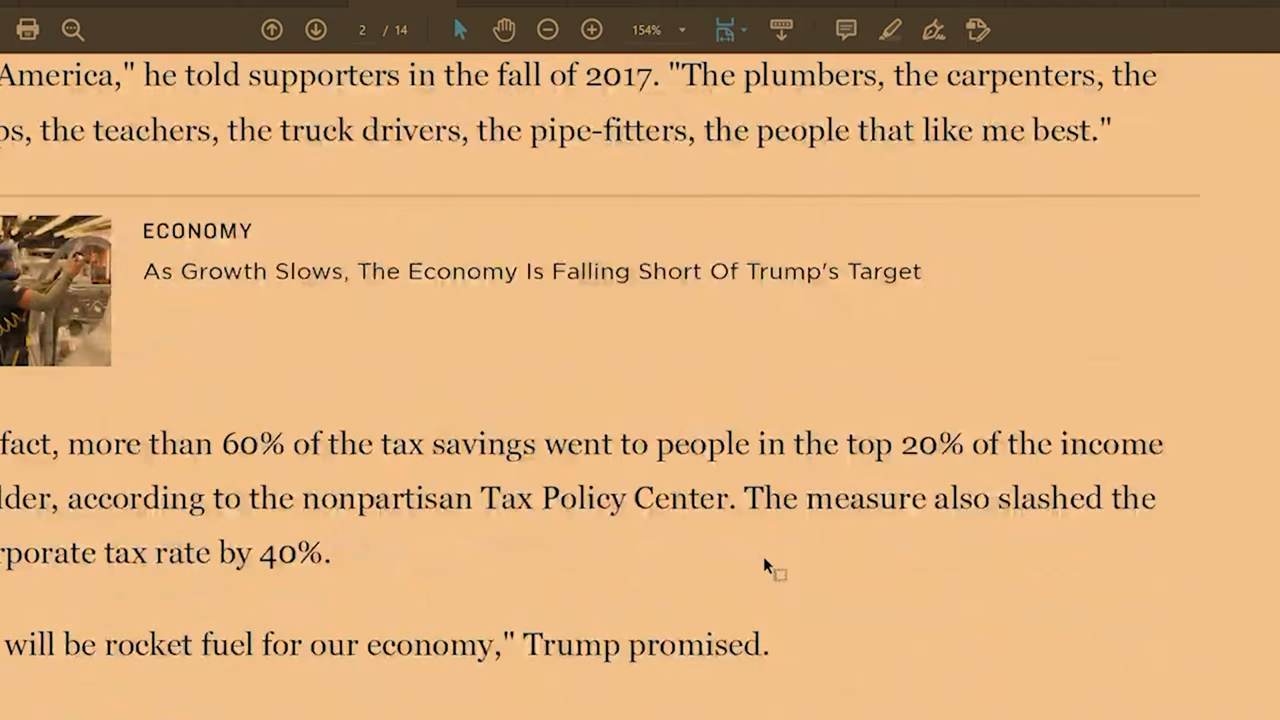 2 / 14
154%
America," he told supporters in the fall of 2017. "The plumbers, the carpenters, the
the teachers, the truck drivers, the pipe-fitters, the people that like me best."
ECONOMY
As Growth Slows, The Economy Is Falling Short Of Trump's Target
fact, more than 60% of the tax savings went to people in the top 20% of the income
according to the nonpartisan Tax Policy Center. The measure also slashed the
tax rate by 40%.
will be rocket fuel for our economy," Trump promised.